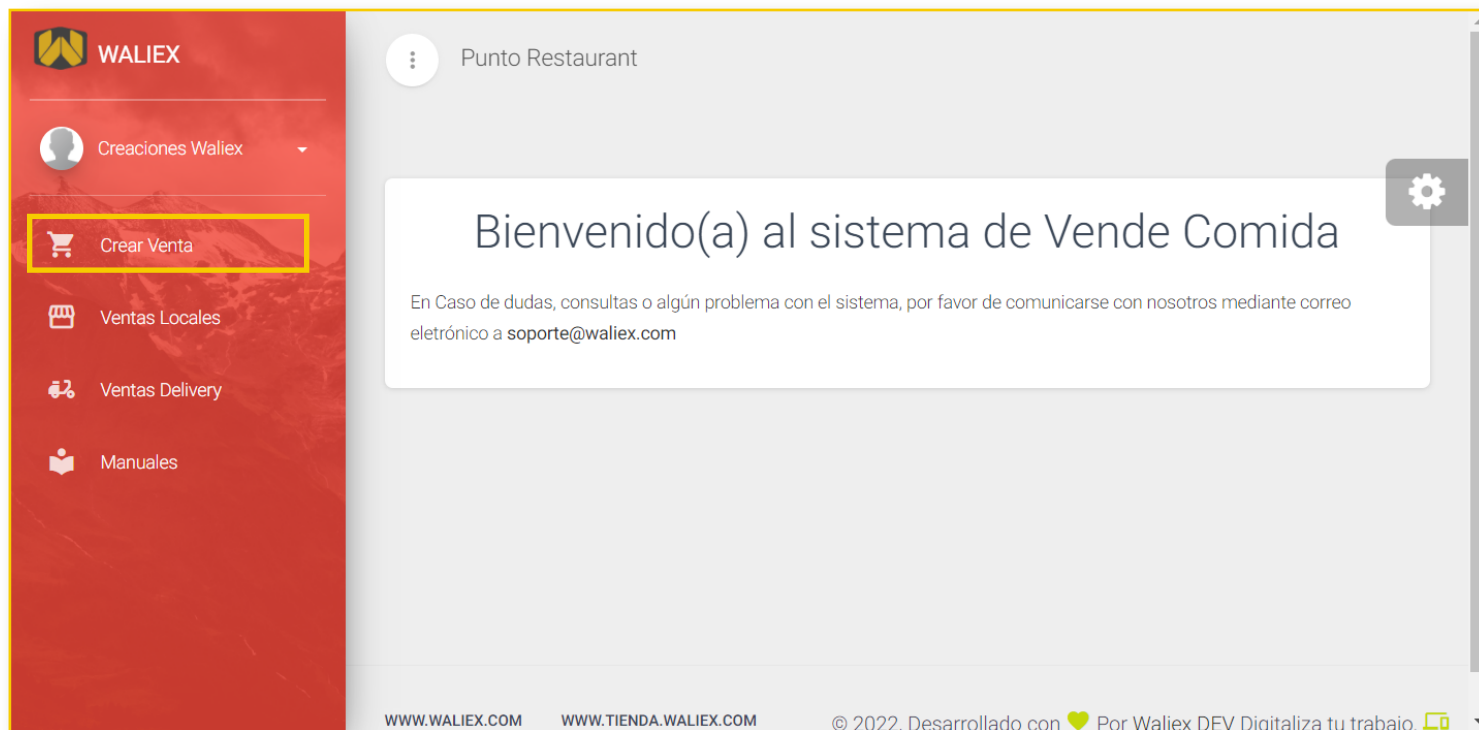 WALIEX
Creaciones Waliex
Crear Venta
Ventas Locales
Ventas Delivery
Manuales
Punto Restaurant
Bienvenido(a) al sistema de Vende Comida
En Caso de dudas, consultas o algún problema con el sistema, por favor de comunicarse con nosotros mediante correo
eletrónico a soporte@waliex.com
WWW.WALIEX.COM WWW.TIENDA.WALIEX.COM © 2022, Desarrollado con 💚 Por Waliex DEV Digitaliza tu trabajo.